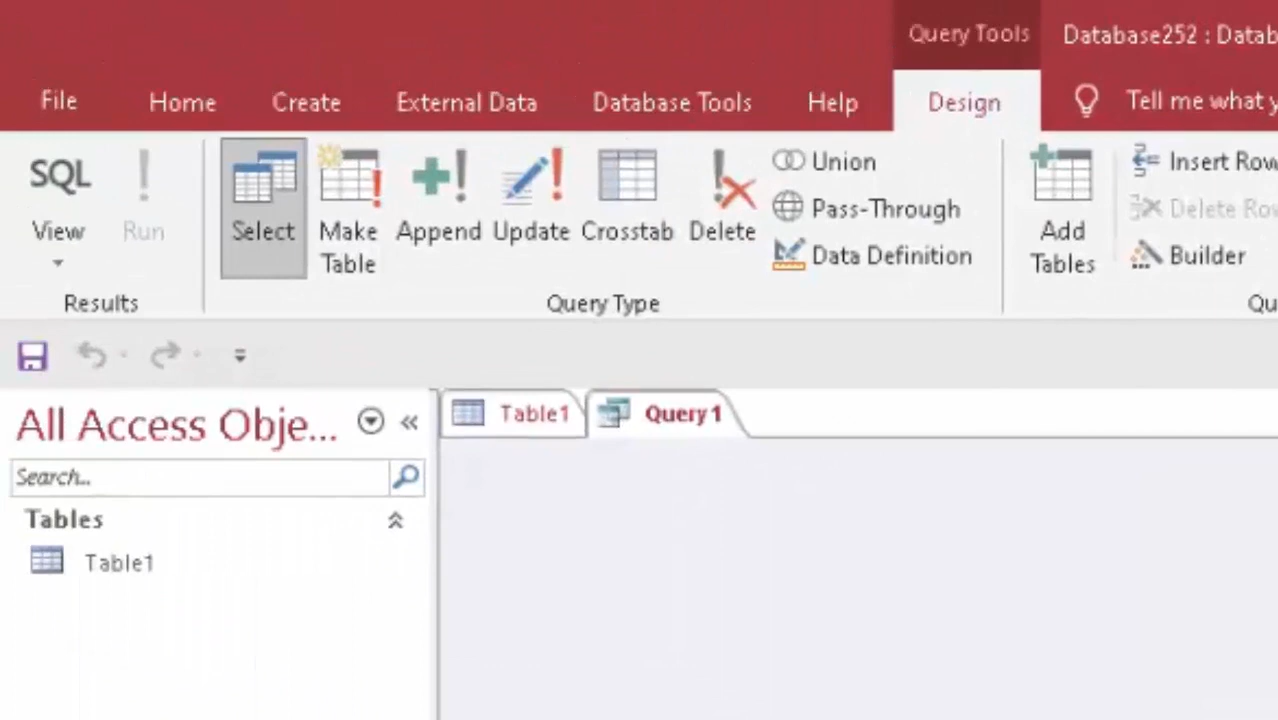 Query Tools Database252 : Datab
File Home Create External Data Database Tools Help Design Tell me what y
SQL
View
Run
Results
Select
Make
Table
Append
Update
Crosstab
Delete
Union
Pass-Through
Data Definition
Query Type
Add
Tables
Insert Row
Delete Ro
Builder
Qu
All Access Obje...
Table1 Query1
Search...
Tables
Table1